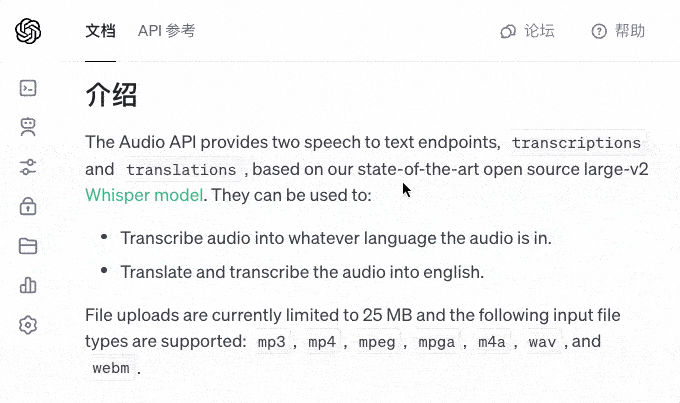 文档 API 参考 论坛 帮助
介绍
The Audio API provides two speech to text endpoints, transcriptions
and translations , based on our state-of-the-art open source large-v2
Whisper model. They can be used to:
• Transcribe audio into whatever language the audio is in.
• Translate and transcribe the audio into english.
File uploads are currently limited to 25 MB and the following input file
types are supported: mp3 , mp4 , mpeg , mpga , m4a , wav , and
webm .